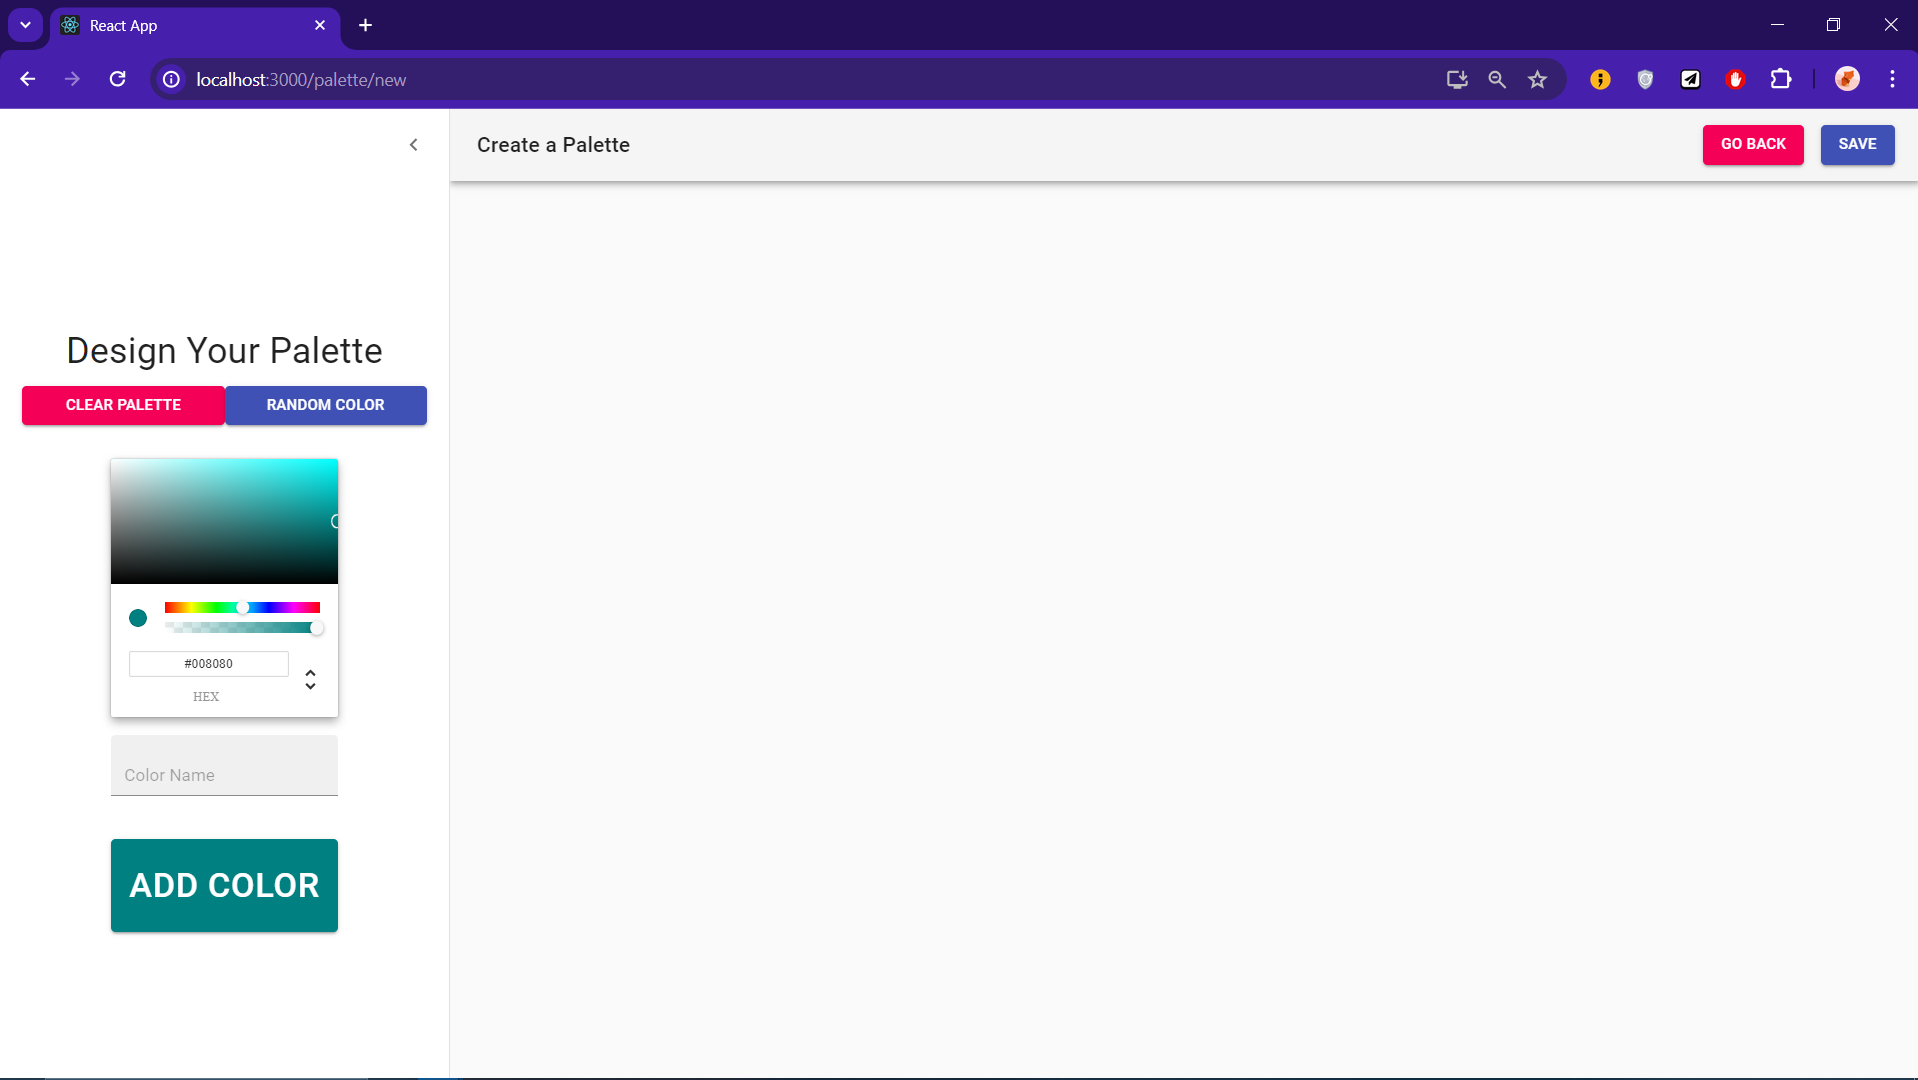 React App
localhost:3000/palette/new
Create a Palette
GO BACK
SAVE
Design Your Palette
CLEAR PALETTE
RANDOM COLOR
#008080
HEX
Color Name
ADD COLOR